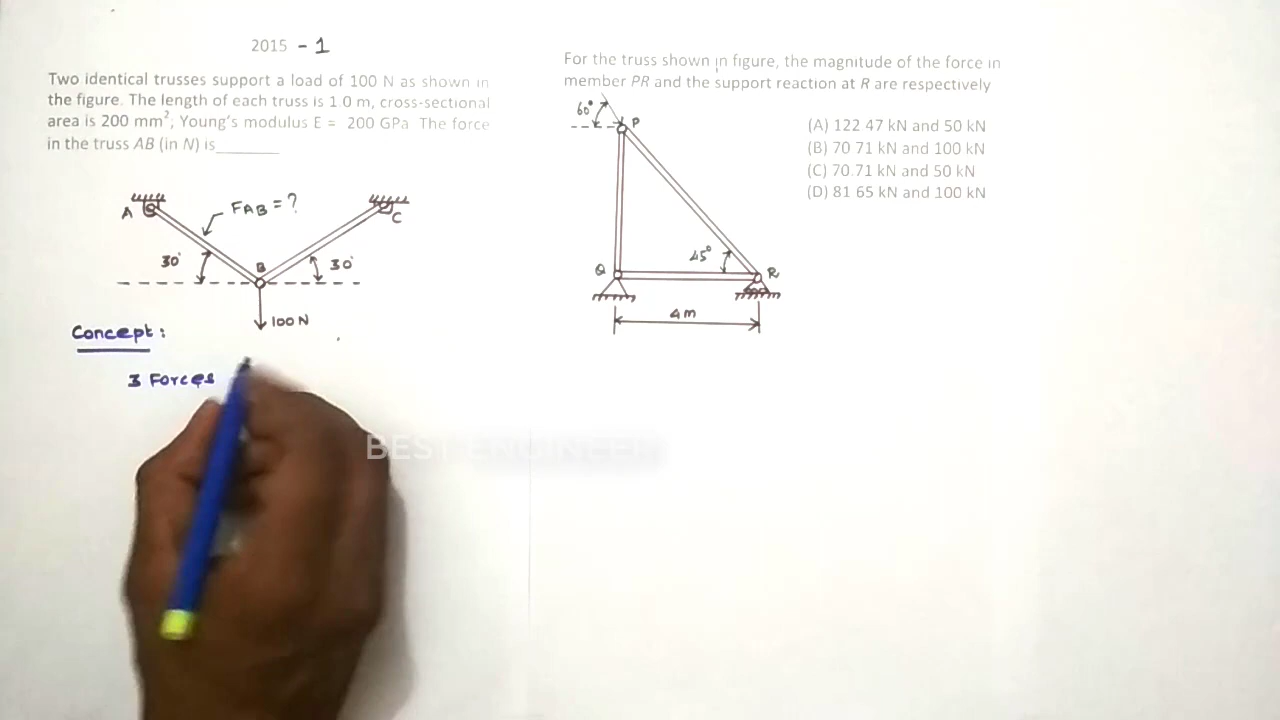 2015 - 1
Two identical trusses support a load of 100 N as shown in
the figure. The length of each truss is 1 0 m, cross-sectional
area is 200 mm², Young's modulus E = 200 GPa The force
in the truss AB (in N) is________
A
FAB = ?
C
30°
B
30°
100 N
Concept :
3 Forces
For the truss shown in figure, the magnitude of the force in
member PR and the support reaction at R are respectively
60°
P
(A) 122 47 kN and 50 kN
(B) 70 71 kN and 100 kN
(C) 70.71 kN and 50 kN
(D) 81 65 kN and 100 kN
45°
Q
R
4m
BEST ENGINEER